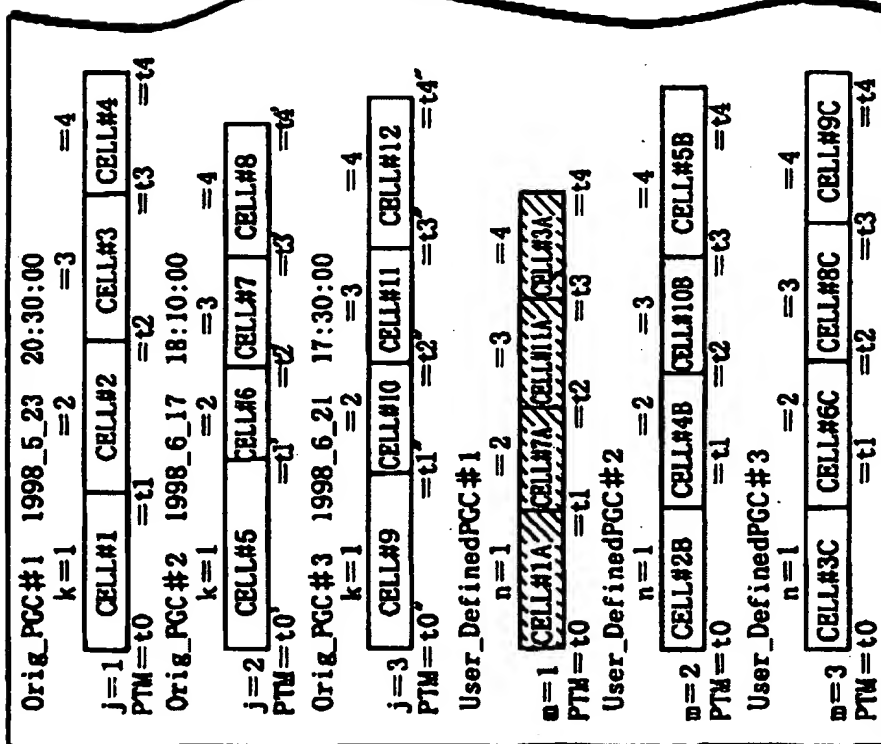 Orig_PGC#1 1998_5_23 20:30:00
k=1 =2 =3 =4
j=1 CELL#1 CELL#2 CELL#3 CELL#4
PTM=t0 =t1 =t2 =t3 =t4
Orig_PGC#2 1998_6_17 18:10:00
k=1 =2 =3 =4
j=2 CELL#5 CELL#6 CELL#7 CELL#8
PTM=t0' =t1' =t2' =t3' =t4'
Orig_PGC#3 1998_6_21 17:30:00
k=1 =2 =3 =4
j=3 CELL#9 CELL#10 CELL#11 CELL#12
PTM=t0" =t1" =t2" =t3" =t4"
User_DefinedPGC#1
n=1 =2 =3 =4
m=1 CELL#1A CELL#7A CELL#11A CELL#3A
PTM=t0 =t1 =t2 =t3 =t4
User_DefinedPGC#2
n=1 =2 =3 =4
m=2 CELL#2B CELL#4B CELL#10B CELL#5B
PTM=t0 =t1 =t2 =t3 =t4
User_DefinedPGC#3
n=1 =2 =3 =4
m=3 CELL#3C CELL#6C CELL#8C CELL#9C
PTM=t0 =t1 =t2 =t3 =t4